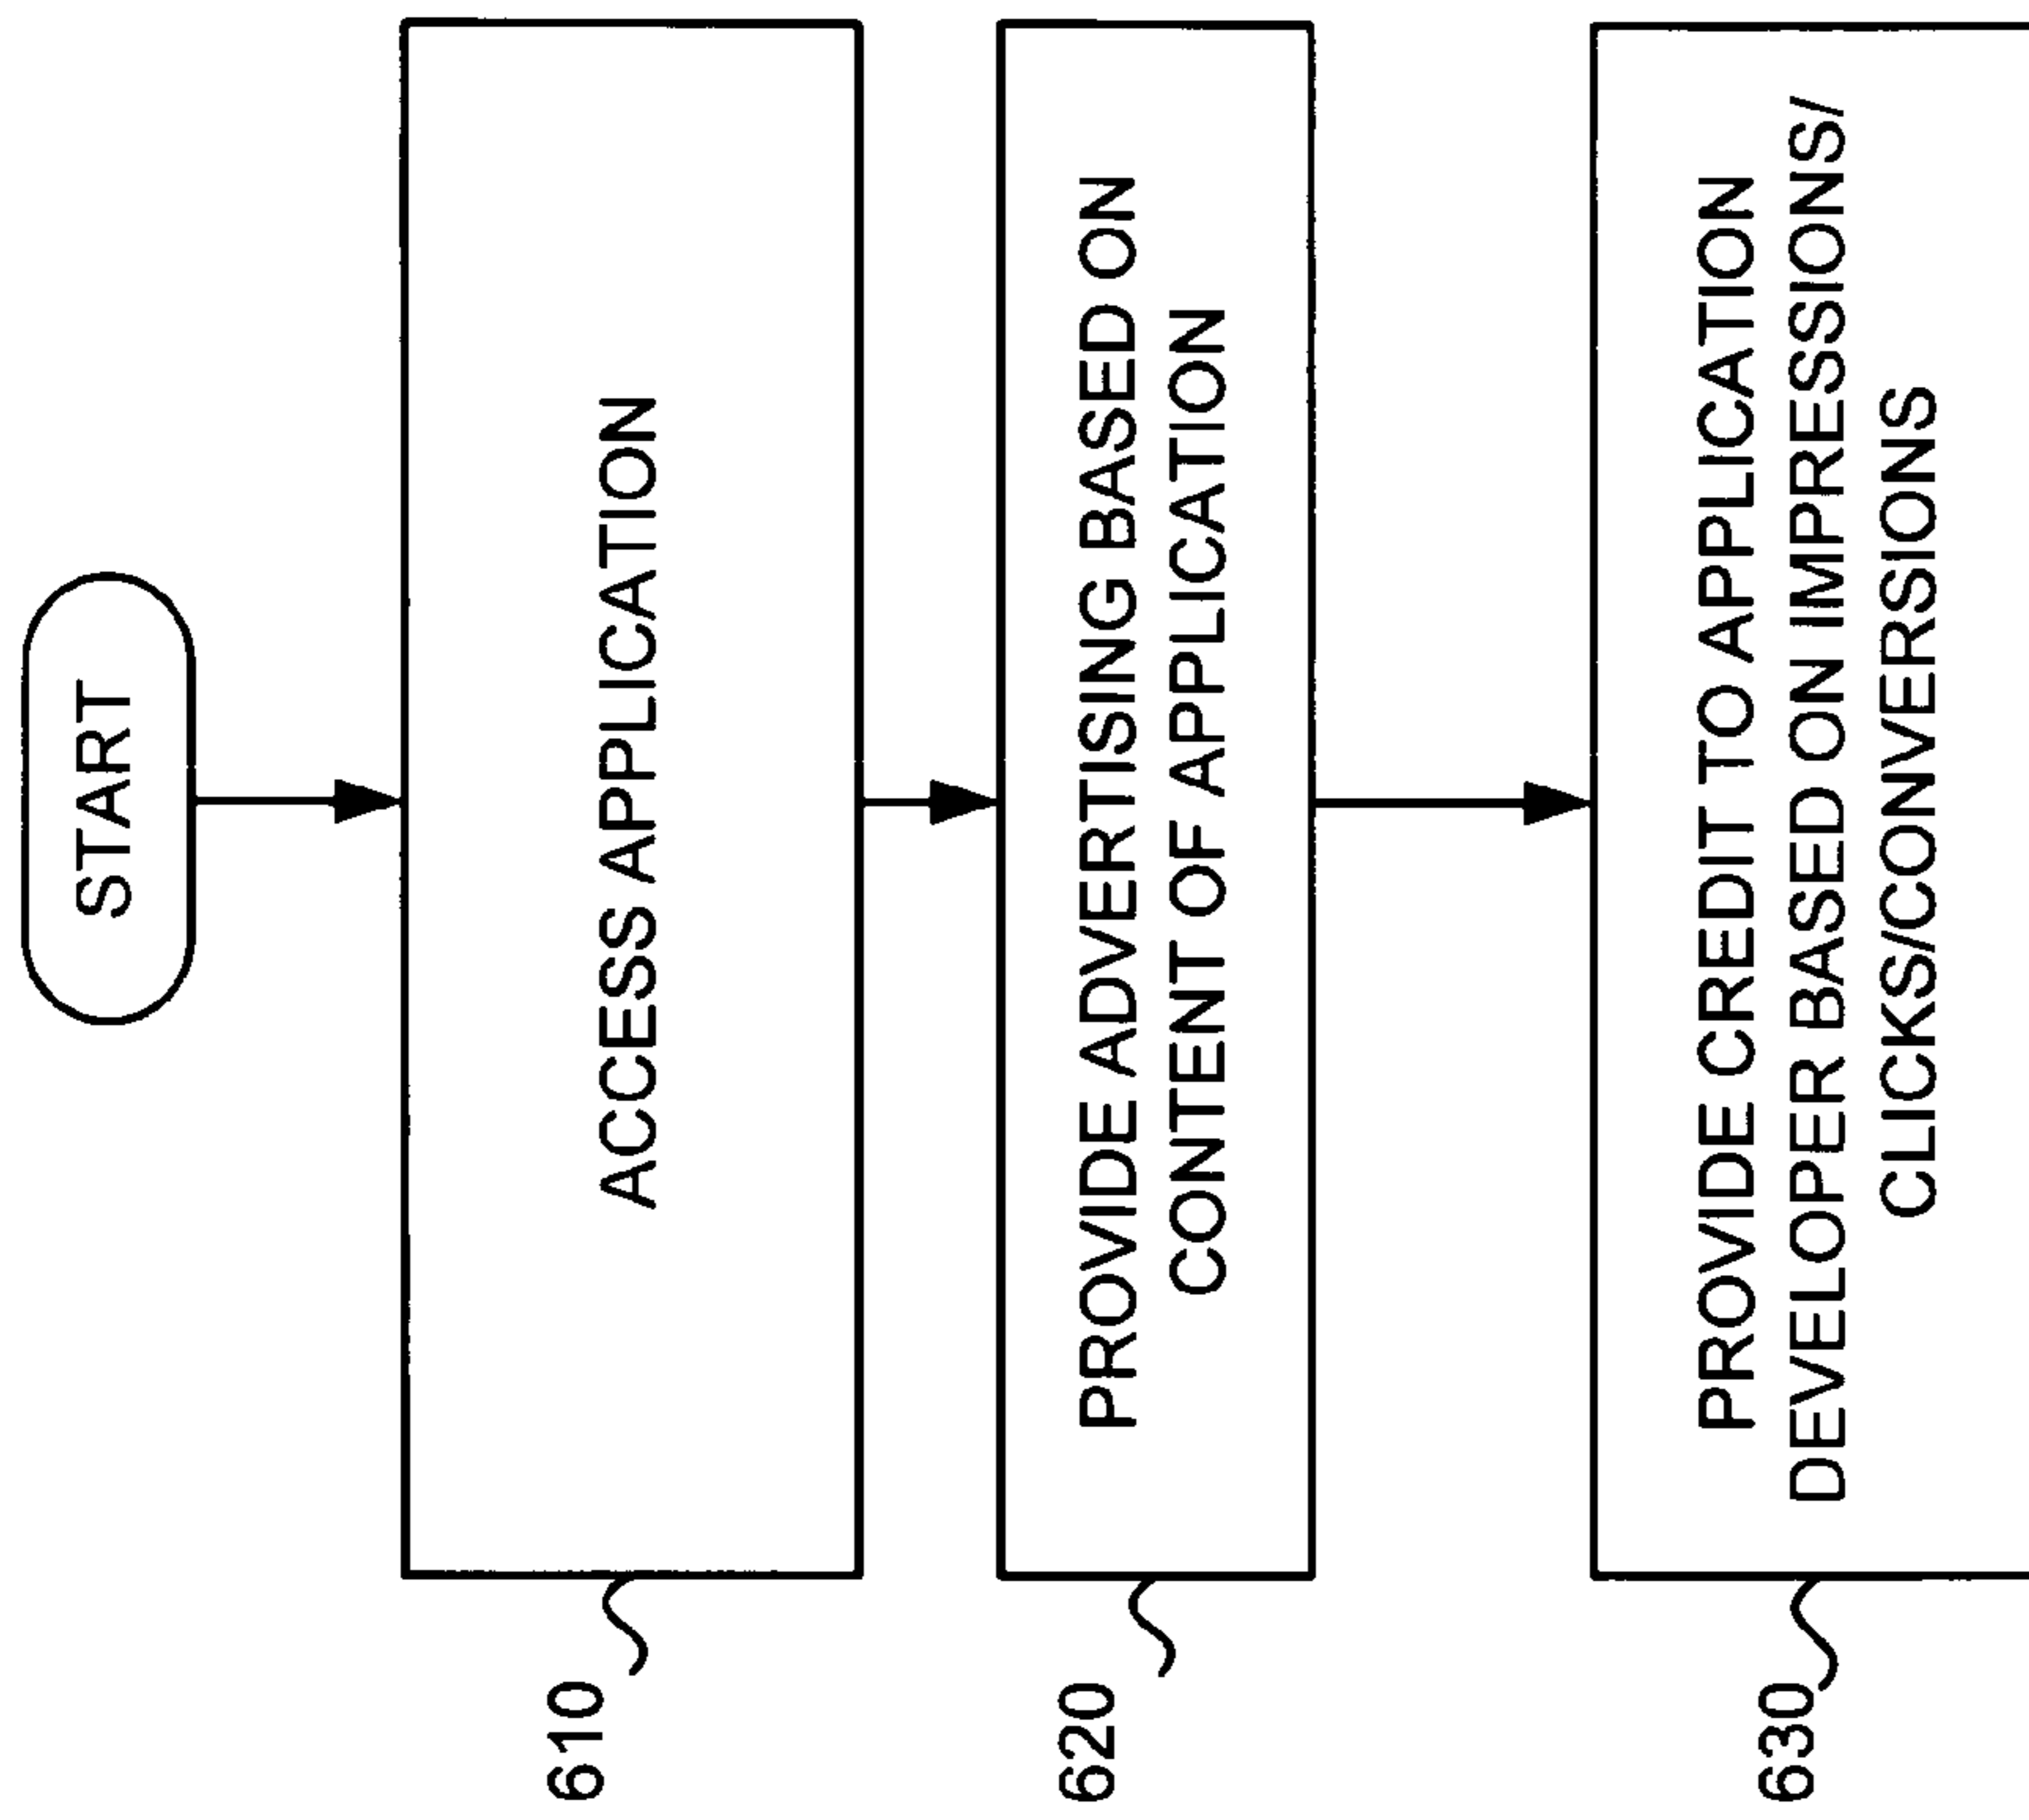 START
610
ACCESS APPLICATION
620
PROVIDE ADVERTISING BASED ON
CONTENT OF APPLICATION
630
PROVIDE CREDIT TO APPLICATION
DEVELOPER BASED ON IMPRESSIONS/
CLICKS/CONVERSIONS